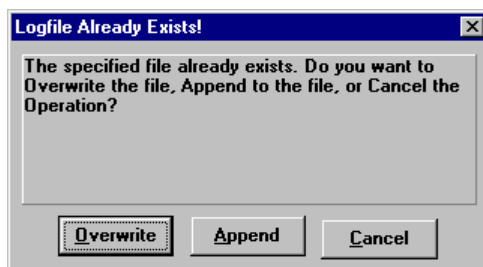 Logfile Already Exists!
The specified file already exists. Do you want to
Overwrite the file, Append to the file, or Cancel the
Operation?
Overwrite Append Cancel